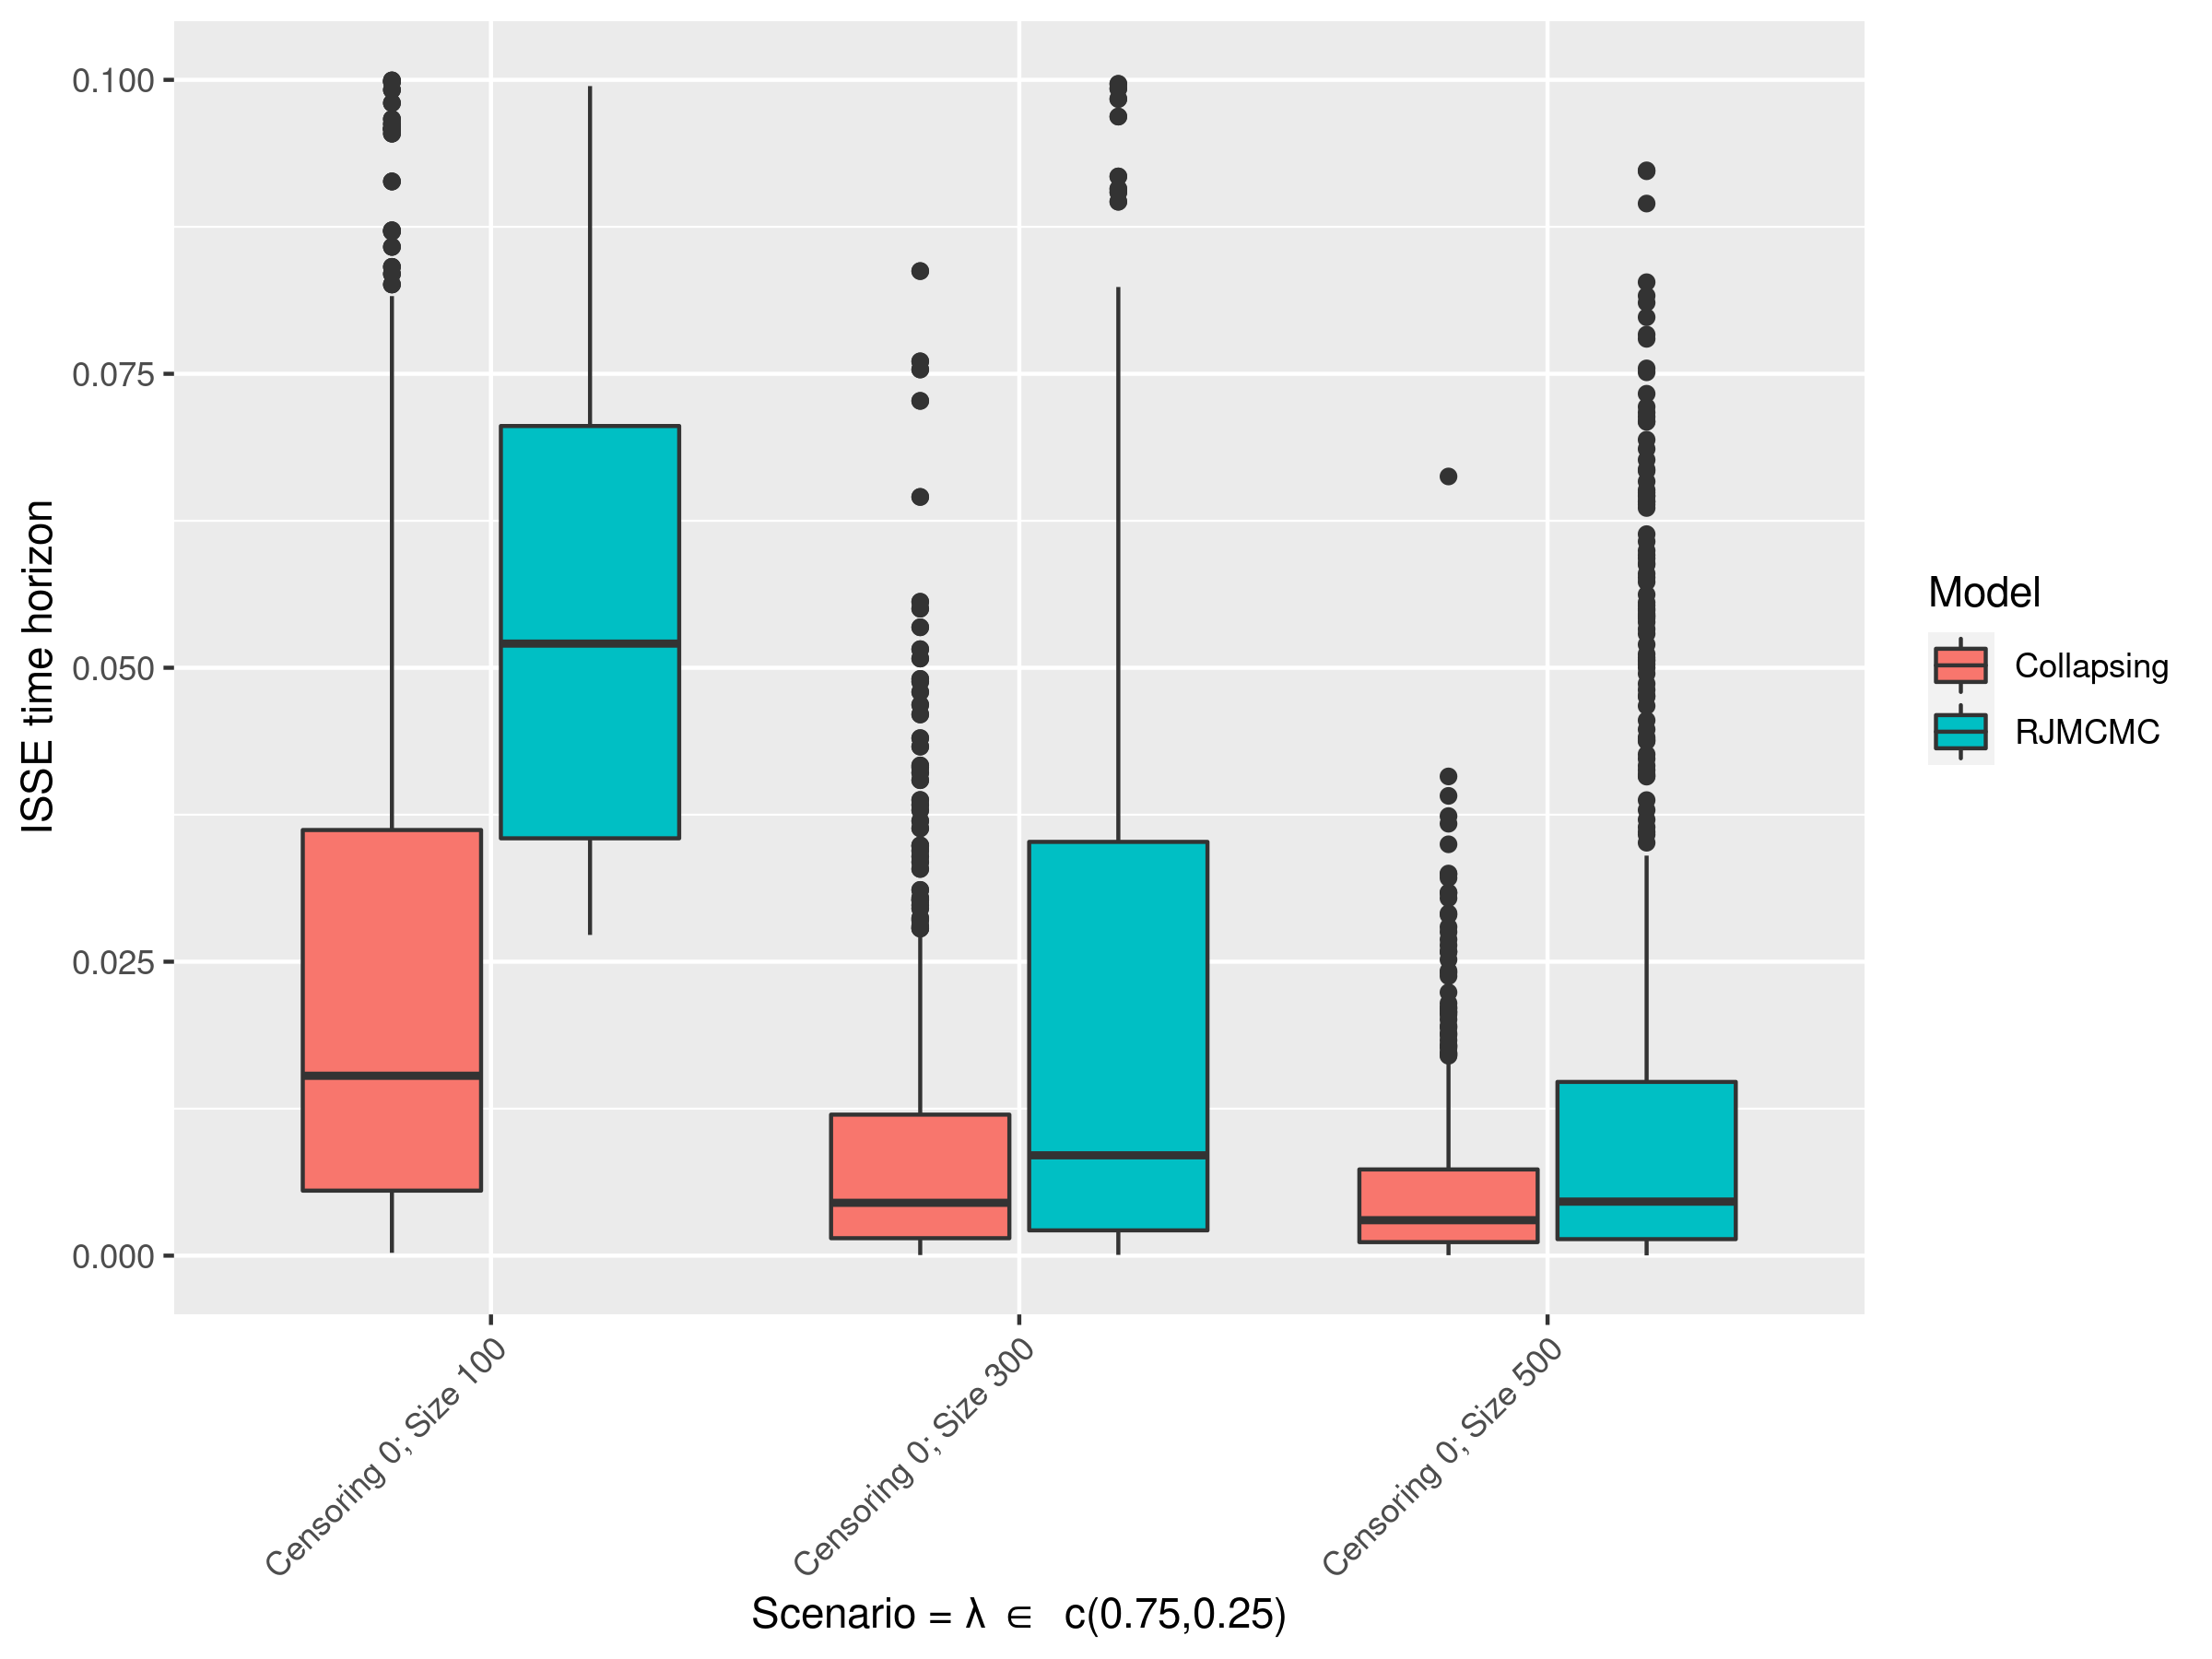 ISSE time horizon
0.100
0.075
0.050
0.025
0.000
Censoring 0; Size 100
Censoring 0; Size 300
Censoring 0; Size 500
Scenario = λ ∈ c(0.75,0.25)
Model
Collapsing
RJMCMC